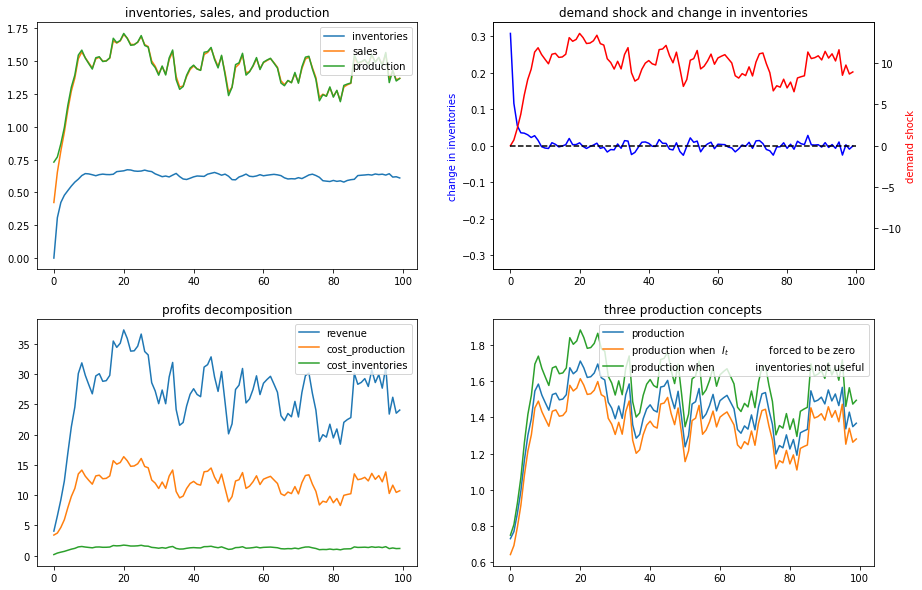 inventories, sales, and production
inventories
sales
production
1.75
1.50
1.25
1.00
0.75
0.50
0.25
0.00
0 20 40 60 80 100
demand shock and change in inventories
change in inventories
0.3
0.2
0.1
0.0
−0.1
−0.2
−0.3
10
5
0
−5
−10
demand shock
0 20 40 60 80 100
profits decomposition
revenue
cost_production
cost_inventories
35
30
25
20
15
10
5
0
0 20 40 60 80 100
three production concepts
production
production when I_t forced to be zero
production when inventories not useful
1.8
1.6
1.4
1.2
1.0
0.8
0.6
0 20 40 60 80 100